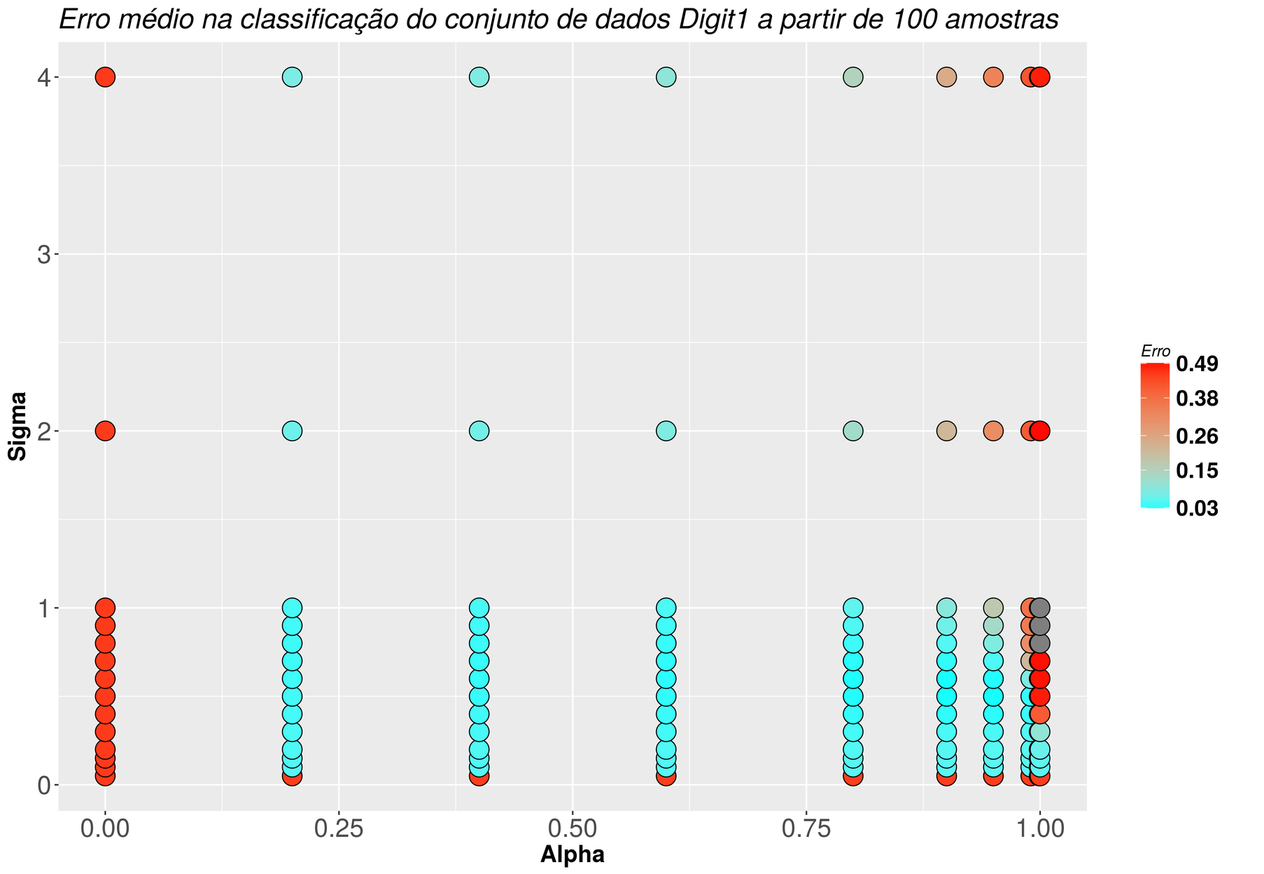 Erro médio na classificação do conjunto de dados Digit1 a partir de 100 amostras
4
3
2
1
0
Sigma
0.00 0.25 0.50 0.75 1.00
Alpha
Erro
0.49
0.38
0.26
0.15
0.03